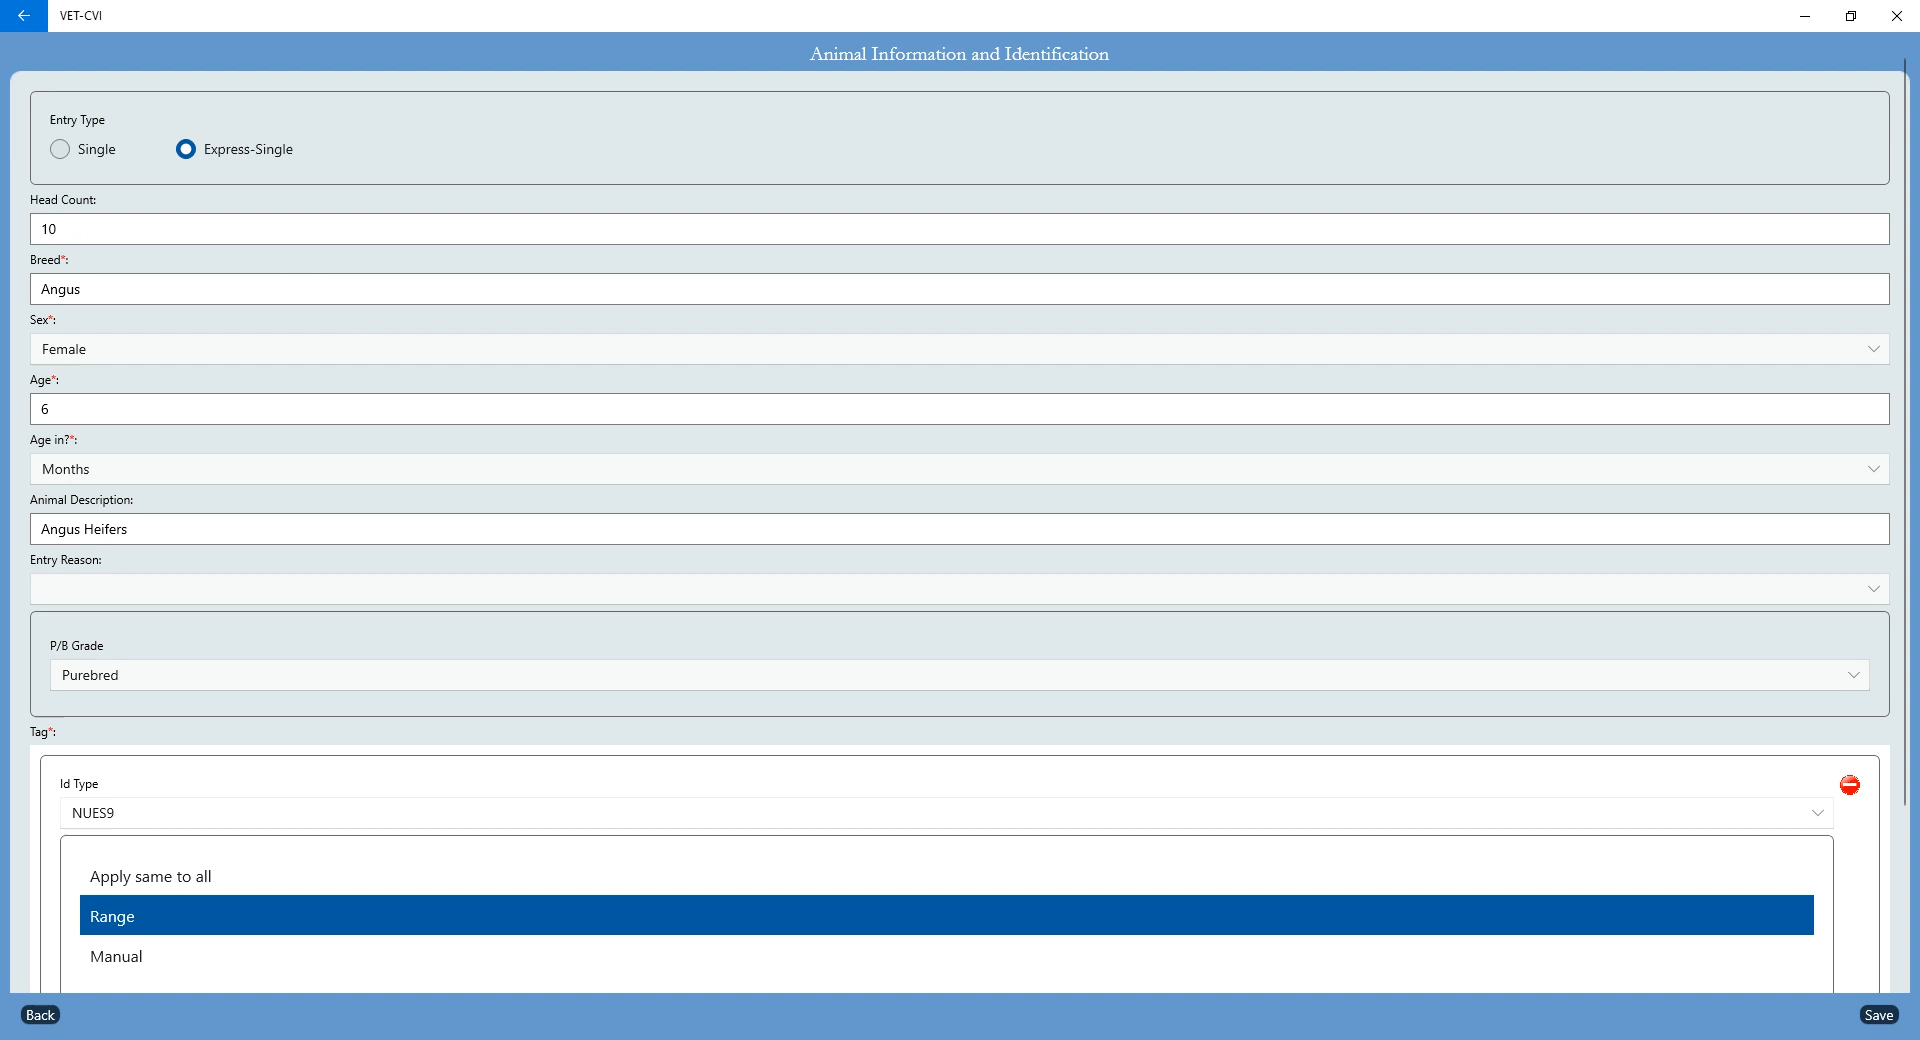 VET-CVI
Animal Information and Identification
Entry Type
Single
Express-Single
Head Count:
10
Breed*:
Angus
Sex*:
Female
Age*:
6
Age in?*:
Months
Animal Description:
Angus Heifers
Entry Reason:
P/B Grade
Purebred
Tag*:
Id Type
NUES9
Apply same to all
Range
Manual
Back
Save